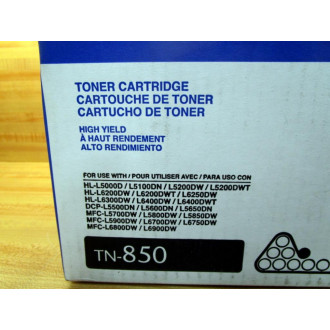 TONER CARTRIDGE
CARTOUCHE DE TONER
CARTUCHO DE TONER
HIGH YIELD
À HAUT RENDEMENT
ALTO RENDIMIENTO
FOR USE WITH / POUR UTILISER AVEC / PARA USO CON
HL-L5000D / L5100DN / L5200DW / L5200DWT
HL-L6200DW / L6200DWT / L6250DW
HL-L6300DW / L6400DW / L6400DWT
DCP-L5500DN / L5600DN / L5650DN
MFC-L5700DW / L5800DW / L5850DW
MFC-L5900DW / L6700DW / L6750DW
MFC-L6800DW / L6900DW
TN-850